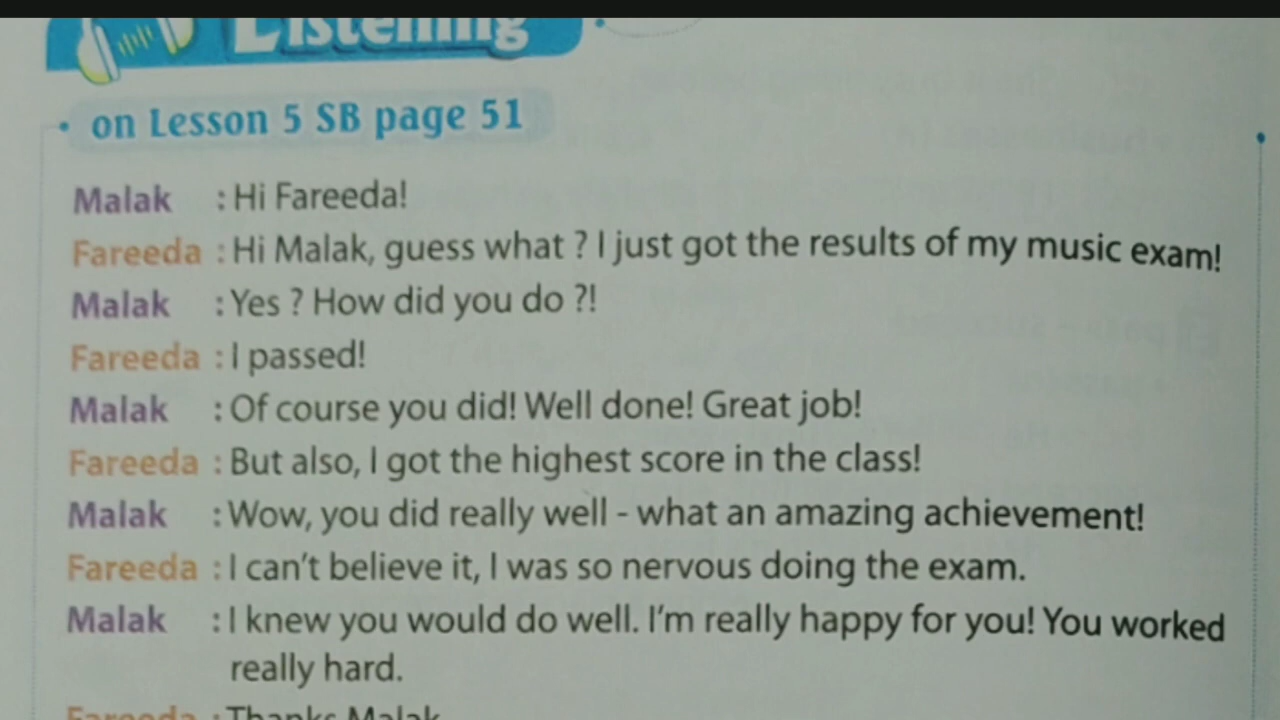 Listening
• on Lesson 5 SB page 51
Malak : Hi Fareeda!
Fareeda : Hi Malak, guess what ? I just got the results of my music exam!
Malak : Yes ? How did you do ?!
Fareeda : I passed!
Malak : Of course you did! Well done! Great job!
Fareeda : But also, I got the highest score in the class!
Malak : Wow, you did really well - what an amazing achievement!
Fareeda : I can't believe it, I was so nervous doing the exam.
Malak : I knew you would do well. I'm really happy for you! You worked
really hard.
Fareeda : Thanks Malak